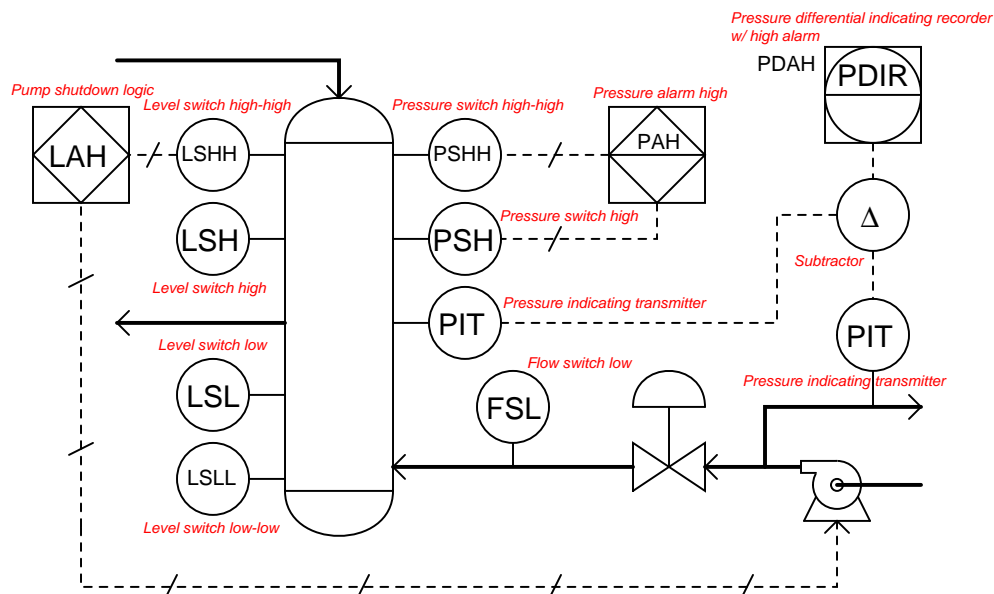 Pressure differential indicating recorder
w/ high alarm
PDAH
PDIR
Pump shutdown logic
Level switch high-high
Pressure switch high-high
Pressure alarm high
LAH
LSHH
PSHH
PAH
LSH
PSH
Pressure switch high
Δ
Subtractor
Level switch high
PIT
Pressure indicating transmitter
PIT
Level switch low
Flow switch low
Pressure indicating transmitter
LSL
FSL
LSLL
Level switch low-low